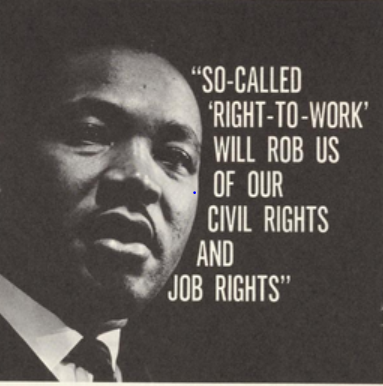 “SO-CALLED
‘RIGHT-TO-WORK’
WILL ROB US
OF OUR
CIVIL RIGHTS
AND
JOB RIGHTS”